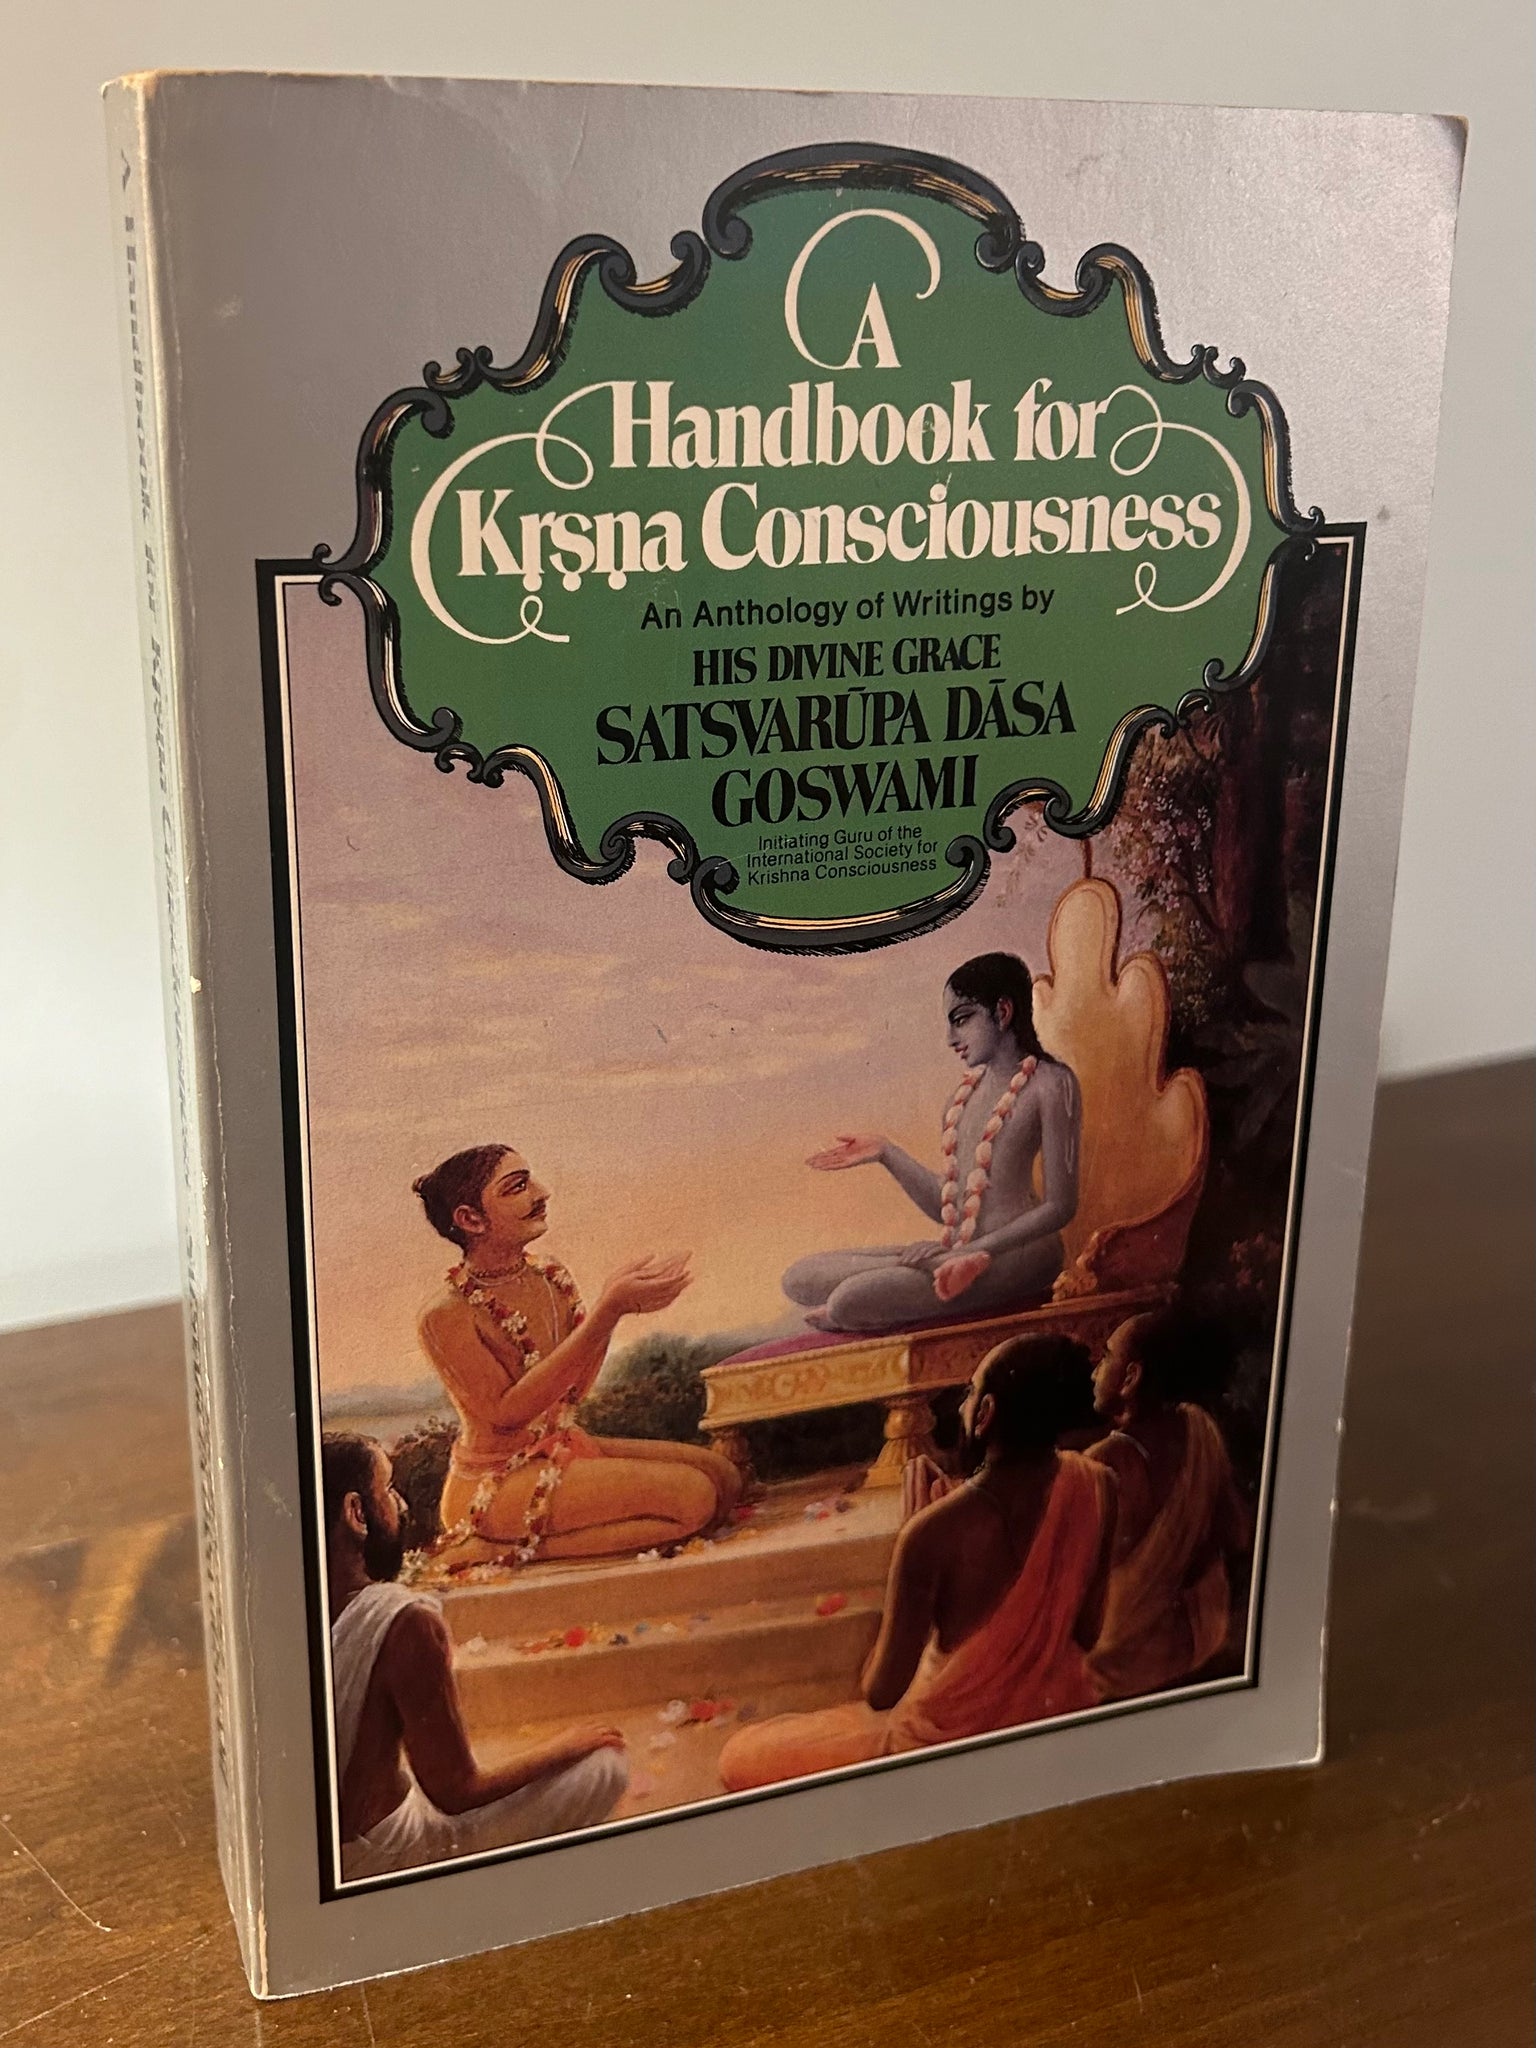 A
Handbook for
Kṛṣṇa Consciousness
An Anthology of Writings by
HIS DIVINE GRACE
SATSVARŪPA DĀSA
GOSWAMI
Initiating Guru of the
International Society for
Krishna Consciousness